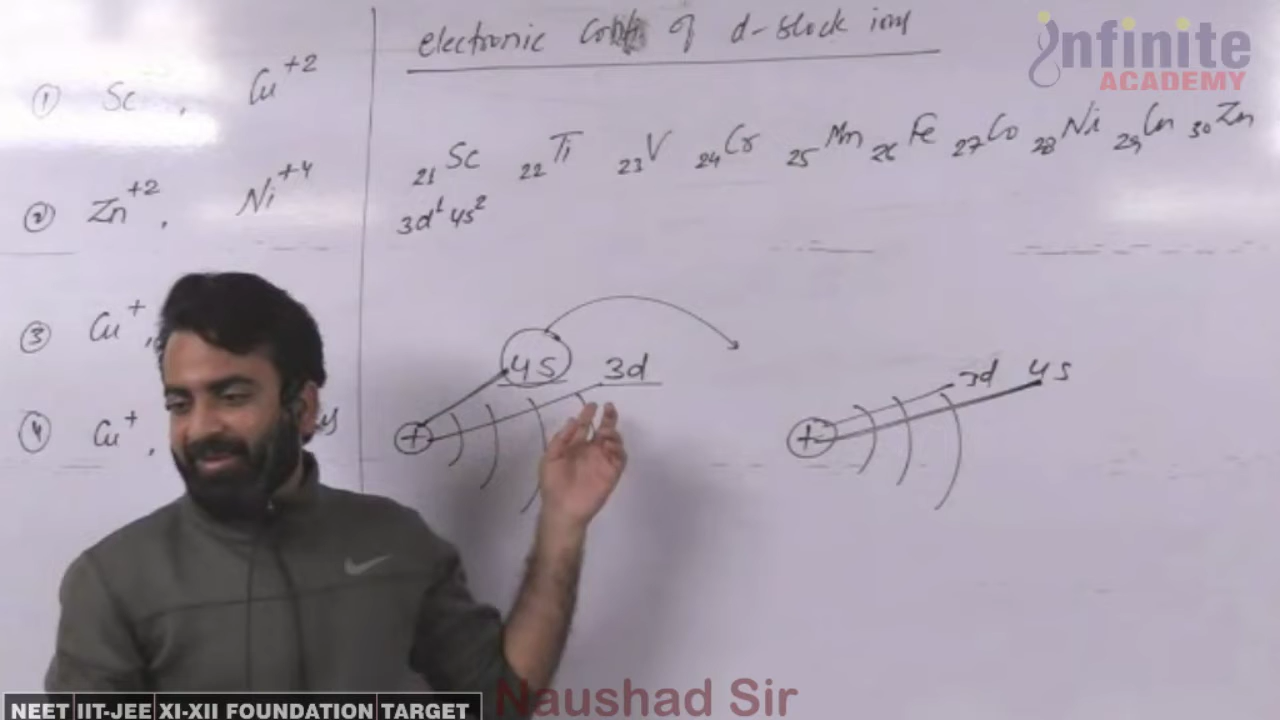 electronic of d-block ions
Infinite
ACADEMY
① Sc , Cu+2
② Zn+2 , Ni+4
③ Cu+ ,
④ Cu+ ,
21Sc 22Ti 23V 24Cr 25Mn 26Fe 27Co 28Ni 29Cu 30Zn
3d1 4s2
4s 3d
+
3d 4s
+
NIKE
Naushad Sir
NEET IIT-JEE XI-XII FOUNDATION TARGET